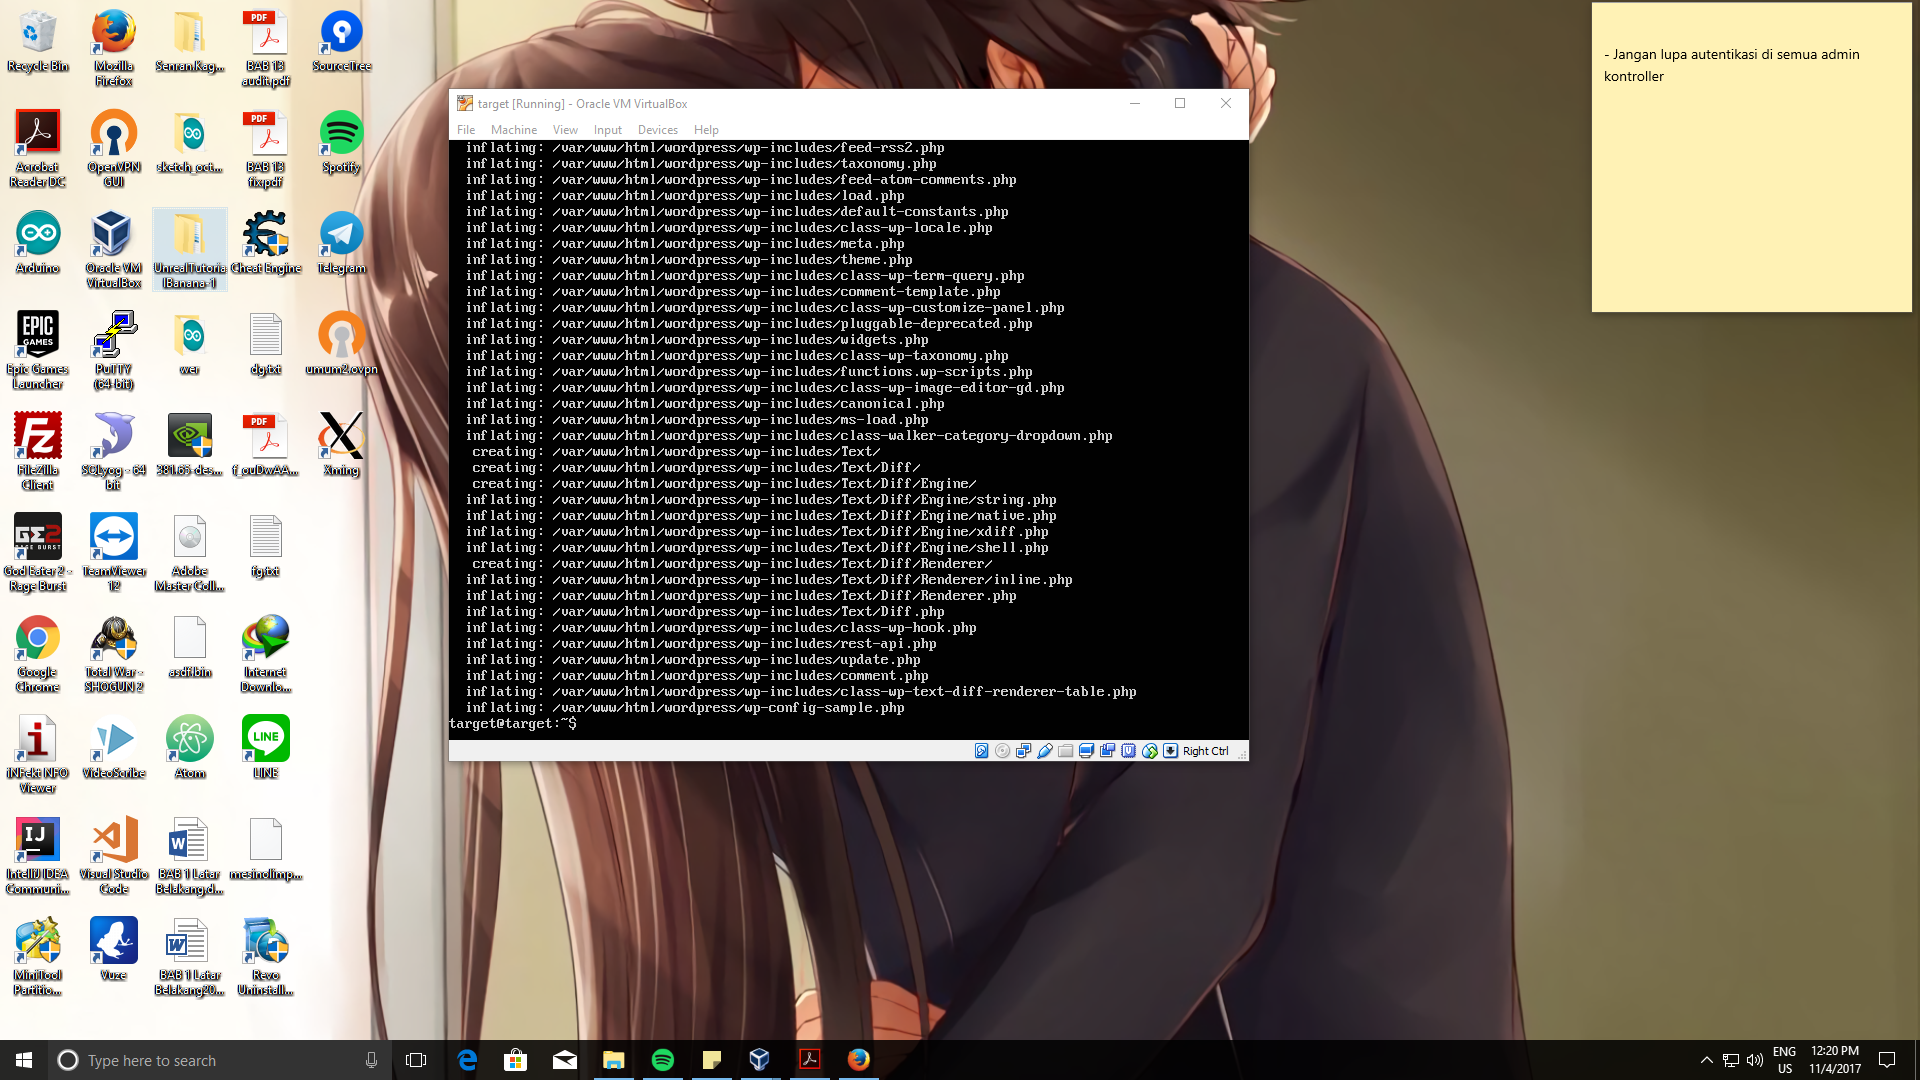 Recycle Bin
Mozilla
Firefox
Senran.Kag...
BAB 13
audit.pdf
SourceTree
Acrobat
Reader DC
OpenVPN
GUI
sketch_oct...
BAB 13
fix.pdf
Spotify
Arduino
Oracle VM
VirtualBox
UnrealTutoria
lBanana-1
Cheat Engine
Telegram
Epic Games
Launcher
PuTTY
(64-bit)
wer
dg.txt
umum2.ovpn
FileZilla
Client
SQLyog - 64
bit
381.65-des...
f_ouDwAA...
Xming
God Eater 2 -
Rage Burst
TeamViewer
12
Adobe
Master Coll...
fg.txt
Google
Chrome
Total War -
SHOGUN 2
asdf.bin
Internet
Downlo...
iNFekt NFO
Viewer
VideoScribe
Atom
LINE
IntelliJ IDEA
Communi...
Visual Studio
Code
BAB 1 Latar
Belakang.d...
mesinolimp...
MiniTool
Partitio...
Vuze
BAB 1 Latar
Belakang20...
Revo
Uninstall...
target [Running] - Oracle VM VirtualBox
File Machine View Input Devices Help
inflating: /var/www/html/wordpress/wp-includes/feed-rss2.php
inflating: /var/www/html/wordpress/wp-includes/taxonomy.php
inflating: /var/www/html/wordpress/wp-includes/feed-atom-comments.php
inflating: /var/www/html/wordpress/wp-includes/load.php
inflating: /var/www/html/wordpress/wp-includes/default-constants.php
inflating: /var/www/html/wordpress/wp-includes/class-wp-locale.php
inflating: /var/www/html/wordpress/wp-includes/meta.php
inflating: /var/www/html/wordpress/wp-includes/theme.php
inflating: /var/www/html/wordpress/wp-includes/class-wp-term-query.php
inflating: /var/www/html/wordpress/wp-includes/comment-template.php
inflating: /var/www/html/wordpress/wp-includes/class-wp-customize-panel.php
inflating: /var/www/html/wordpress/wp-includes/pluggable-deprecated.php
inflating: /var/www/html/wordpress/wp-includes/widgets.php
inflating: /var/www/html/wordpress/wp-includes/class-wp-taxonomy.php
inflating: /var/www/html/wordpress/wp-includes/functions.wp-scripts.php
inflating: /var/www/html/wordpress/wp-includes/class-wp-image-editor-gd.php
inflating: /var/www/html/wordpress/wp-includes/canonical.php
inflating: /var/www/html/wordpress/wp-includes/ms-load.php
inflating: /var/www/html/wordpress/wp-includes/class-walker-category-dropdown.php
creating: /var/www/html/wordpress/wp-includes/Text/
creating: /var/www/html/wordpress/wp-includes/Text/Diff/
creating: /var/www/html/wordpress/wp-includes/Text/Diff/Engine/
inflating: /var/www/html/wordpress/wp-includes/Text/Diff/Engine/string.php
inflating: /var/www/html/wordpress/wp-includes/Text/Diff/Engine/native.php
inflating: /var/www/html/wordpress/wp-includes/Text/Diff/Engine/xdiff.php
inflating: /var/www/html/wordpress/wp-includes/Text/Diff/Engine/shell.php
creating: /var/www/html/wordpress/wp-includes/Text/Diff/Renderer/
inflating: /var/www/html/wordpress/wp-includes/Text/Diff/Renderer/inline.php
inflating: /var/www/html/wordpress/wp-includes/Text/Diff/Renderer.php
inflating: /var/www/html/wordpress/wp-includes/Text/Diff.php
inflating: /var/www/html/wordpress/wp-includes/class-wp-hook.php
inflating: /var/www/html/wordpress/wp-includes/rest-api.php
inflating: /var/www/html/wordpress/wp-includes/update.php
inflating: /var/www/html/wordpress/wp-includes/comment.php
inflating: /var/www/html/wordpress/wp-includes/class-wp-text-diff-renderer-table.php
inflating: /var/www/html/wordpress/wp-config-sample.php
target@target:~$
Right Ctrl
- Jangan lupa autentikasi di semua admin
kontroller
Type here to search
ENG
US
12:20 PM
11/4/2017